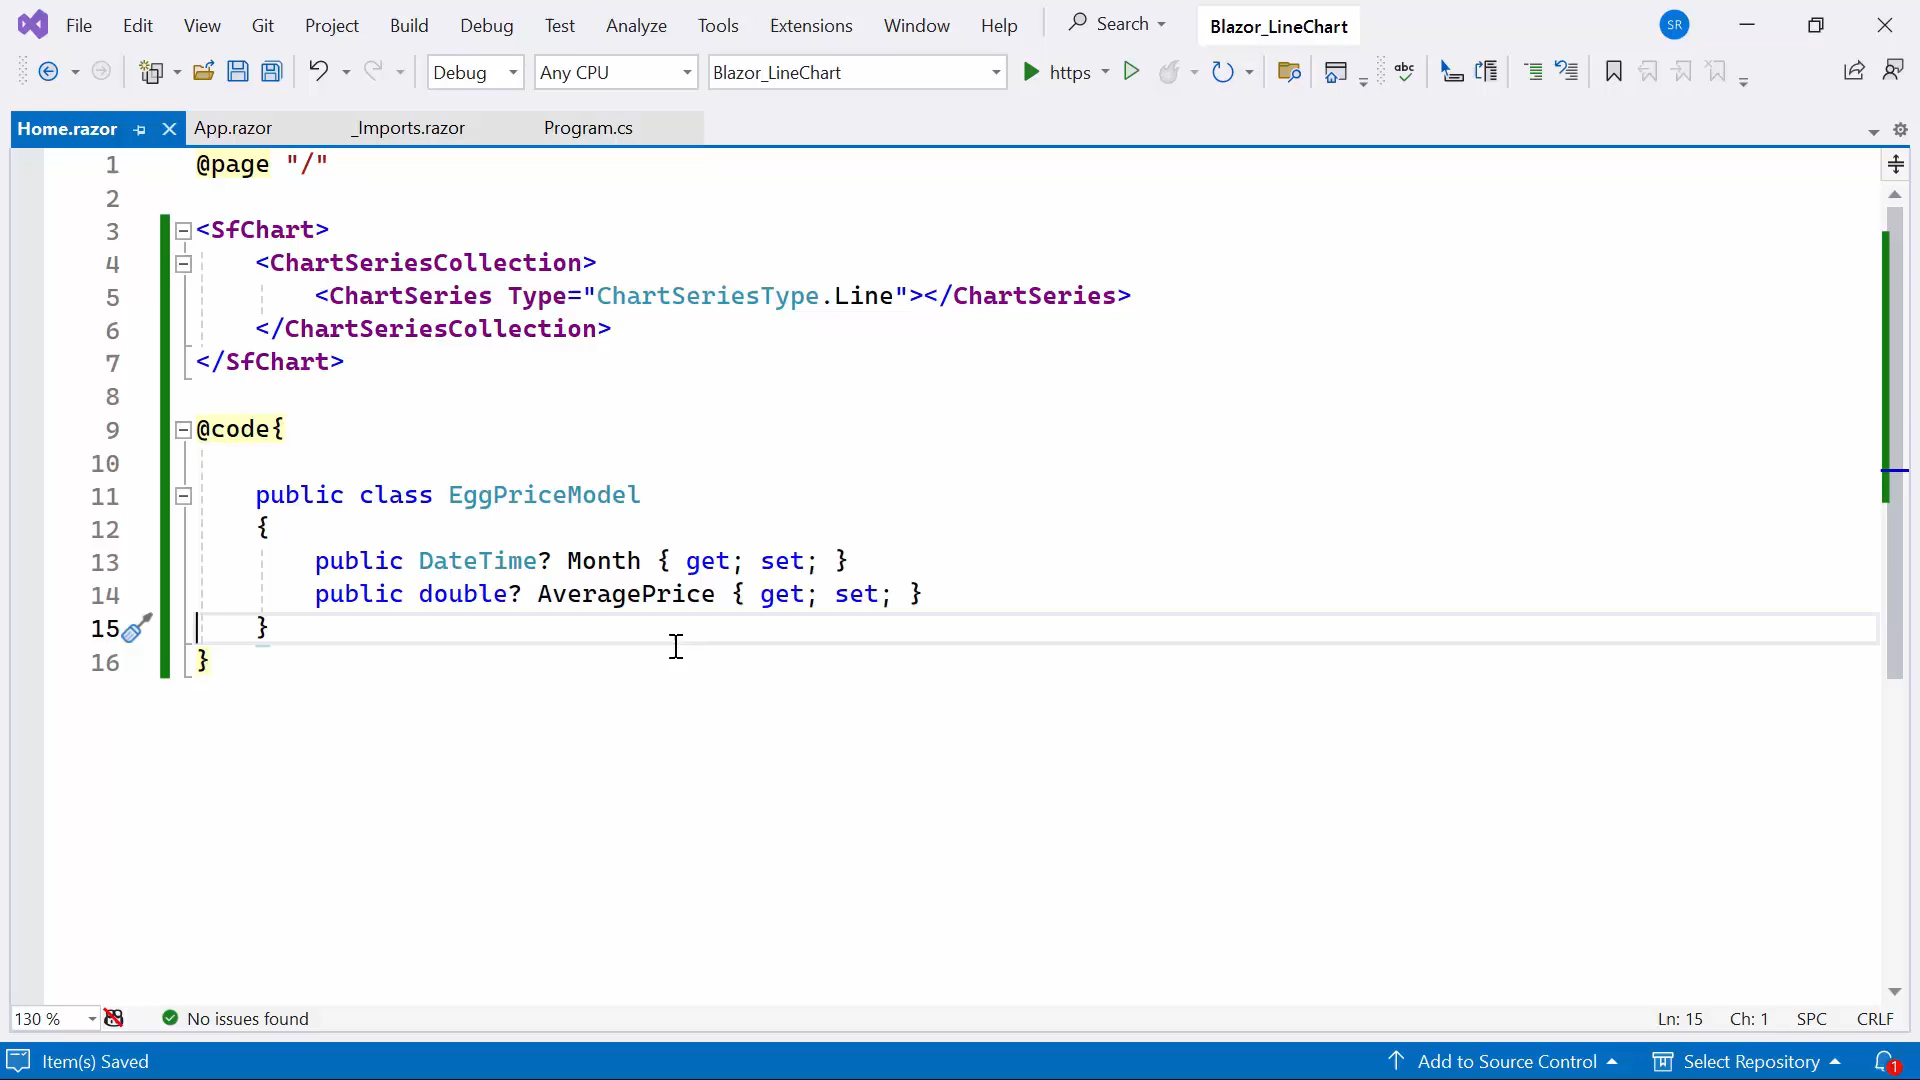 File Edit View Git Project Build Debug Test Analyze Tools Extensions Window Help Search Blazor_LineChart SR
Debug Any CPU Blazor_LineChart https abc
Home.razor App.razor _Imports.razor Program.cs
1 @page "/"
2
3 <SfChart>
4 <ChartSeriesCollection>
5 <ChartSeries Type="ChartSeriesType.Line"></ChartSeries>
6 </ChartSeriesCollection>
7 </SfChart>
8
9 @code{
10
11 public class EggPriceModel
12 {
13 public DateTime? Month { get; set; }
14 public double? AveragePrice { get; set; }
15 }
16 }
130 % No issues found Ln: 15 Ch: 1 SPC CRLF
Item(s) Saved Add to Source Control Select Repository 1